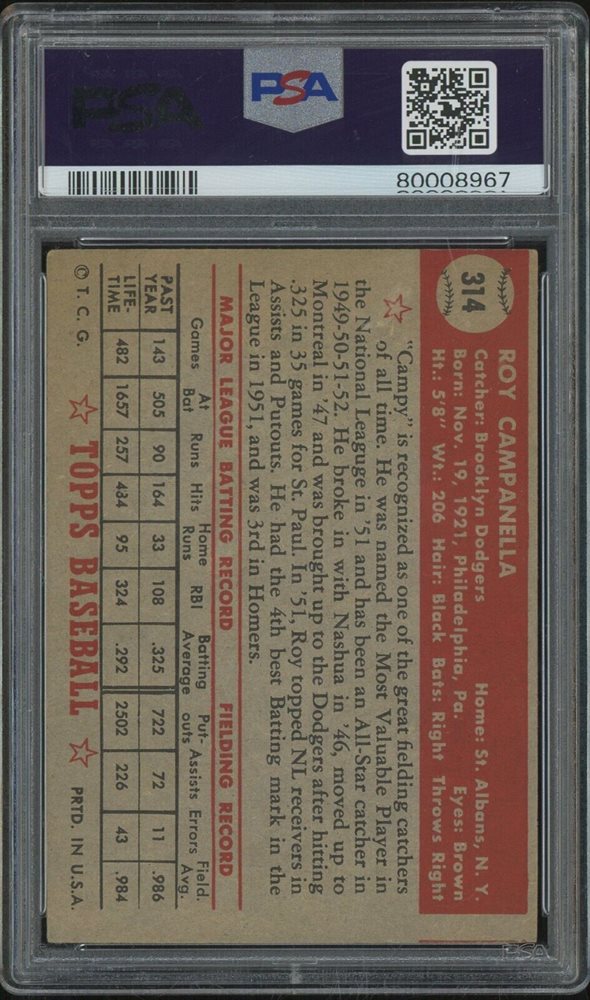 PSA
PSA
80008967
314
ROY CAMPANELLA
Catcher: Brooklyn Dodgers Home: St. Albans, N. Y.
Born: Nov. 19, 1921, Philadelphia, Pa. Eyes: Brown
Ht.: 5'8" Wt.: 206 Hair: Black Bats: Right Throws Right
"Campy" is recognized as one of the great fielding catchers
of all time. He was named the Most Valuable Player in
the National League in '51 and has been an All-Star catcher in
1949-50-51-52. He broke in with Nashua in '46, moved up to
Montreal in '47 and was brought up to the Dodgers after hitting
.325 in 35 games for St. Paul. In '51, Roy topped NL receivers in
Assists and Putouts. He had the 4th best Batting mark in the
League in 1951, and was 3rd in Homers.
MAJOR LEAGUE BATTING RECORD FIELDING RECORD
Games At Bat Runs Hits Home Runs RBI Batting Average Put-outs Assists Errors Field. Avg.
PAST YEAR 143 505 90 164 33 108 .325 722 72 11 .986
LIFE-TIME 482 1657 257 484 95 324 .292 2502 226 43 .984
© T. C. G. TOPPS BASEBALL PRTD. IN U.S.A.
PSA